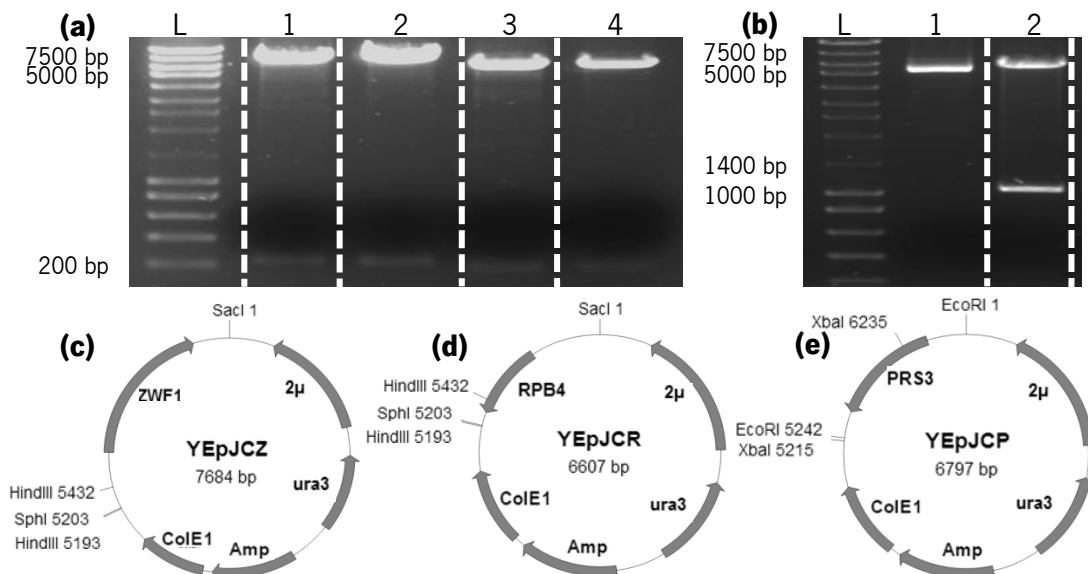 (a)
L 1 2 3 4
7500 bp
5000 bp
200 bp
(b)
L 1 2
7500 bp
5000 bp
1400 bp
1000 bp
(c)
SacI 1
ZWF1
2µ
YEpJCZ
7684 bp
ura3
HindIII 5432
SphI 5203
HindIII 5193
ColE1
Amp
(d)
SacI 1
RPB4
2µ
HindIII 5432
SphI 5203
HindIII 5193
YEpJCR
6607 bp
ura3
ColE1
Amp
(e)
EcoRI 1
XbaI 6235
PRS3
2µ
EcoRI 5242
XbaI 5215
YEpJCP
6797 bp
ura3
ColE1
Amp